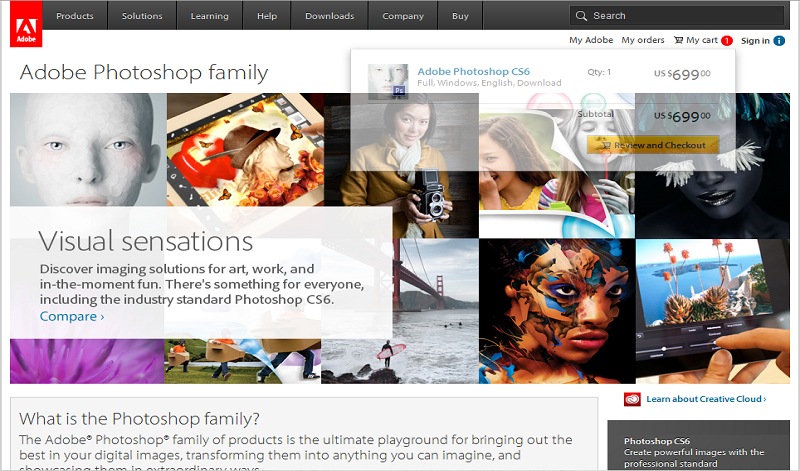 Adobe
Products
Solutions
Learning
Help
Downloads
Company
Buy
Search
My Adobe
My orders
My cart 1
Sign in
Adobe Photoshop family
Ps
Adobe Photoshop CS6
Full, Windows, English, Download
Qty: 1
US $699 00
Subtotal
US $699 00
Review and Checkout
Visual sensations
Discover imaging solutions for art, work, and
in-the-moment fun. There's something for everyone,
including the industry standard Photoshop CS6.
Compare ›
What is the Photoshop family?
The Adobe® Photoshop® family of products is the ultimate playground for bringing out the
best in your digital images, transforming them into anything you can imagine, and
showcasing them in extraordinary ways.
Learn about Creative Cloud ›
Photoshop CS6
Create powerful images with the
professional standard